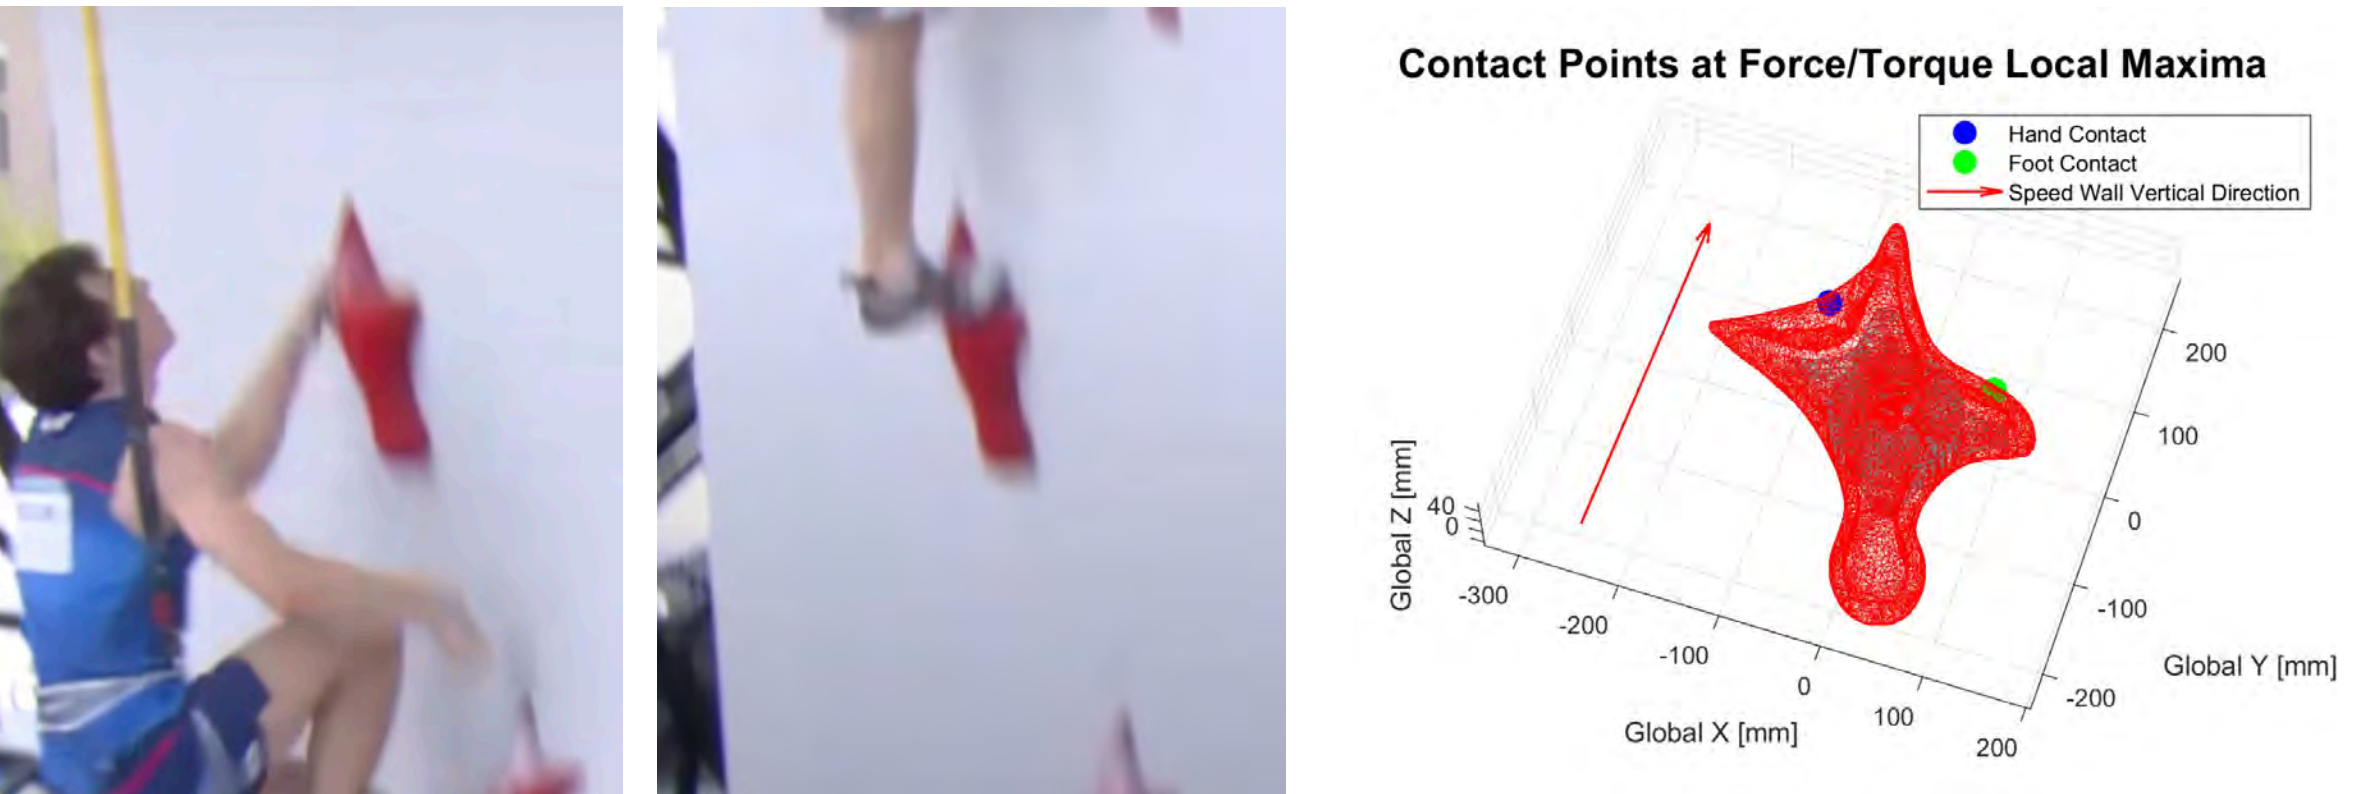 Contact Points at Force/Torque Local Maxima
Hand Contact
Foot Contact
Speed Wall Vertical Direction
200
100
0
-100
-200
Global Y [mm]
40
0
Global Z [mm]
-300
-200
-100
0
100
200
Global X [mm]